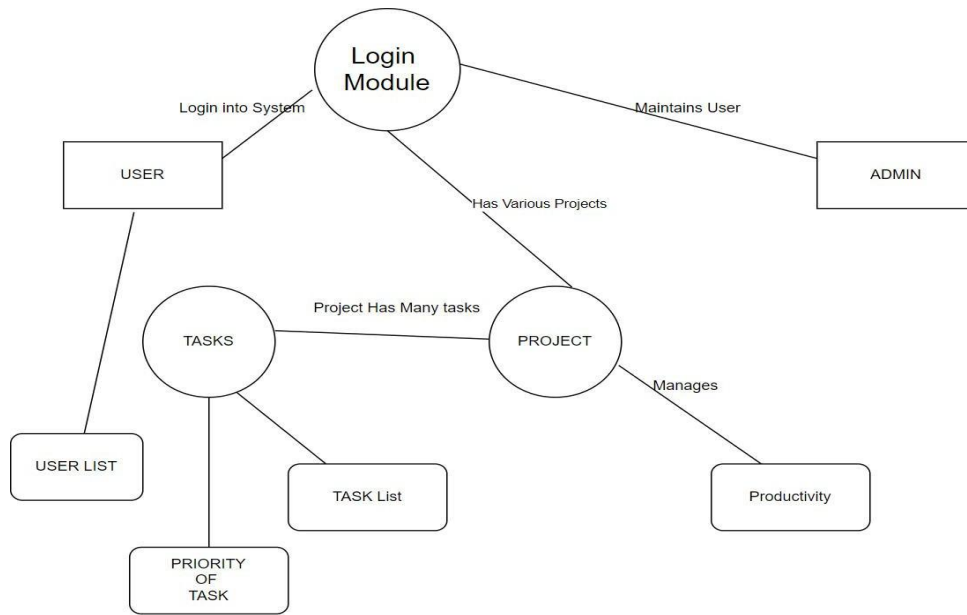 Login
Module
Login into System
Maintains User
USER
ADMIN
Has Various Projects
Project Has Many tasks
TASKS
PROJECT
Manages
USER LIST
TASK List
Productivity
PRIORITY
OF
TASK